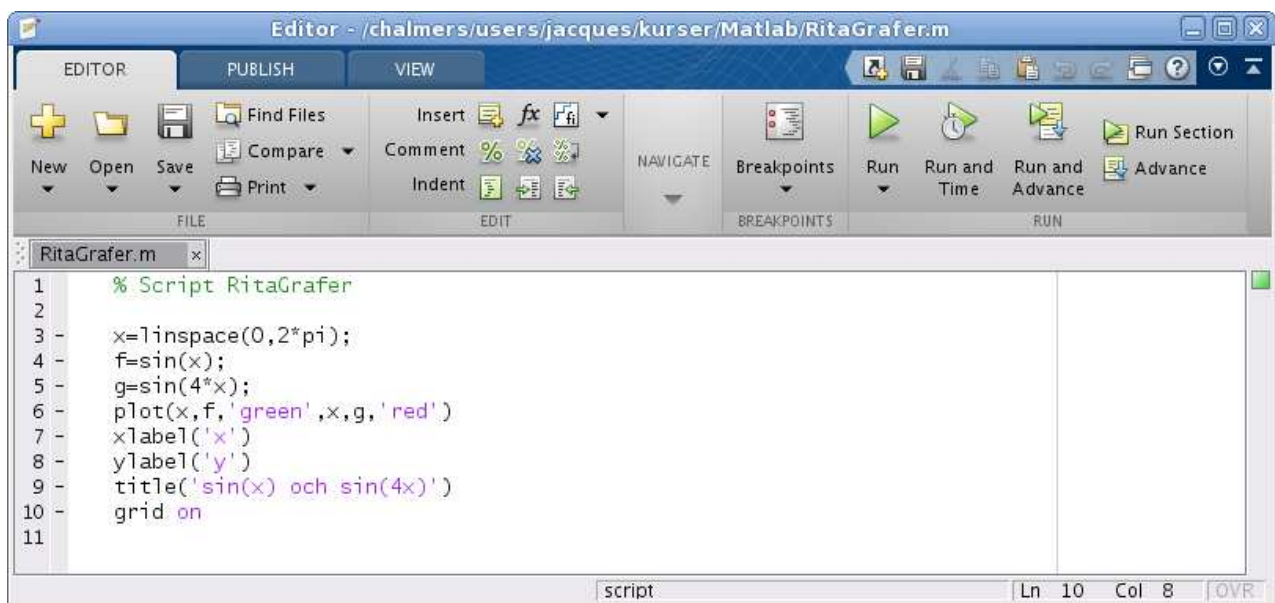 Editor - /chalmers/users/jacques/kurser/Matlab/RitaGrafer.m
EDITOR PUBLISH VIEW
New Open Save Find Files Compare Print
Insert fx fi
Comment % % %
Indent
NAVIGATE
Breakpoints
Run Run and Time Run and Advance Run Section Advance
FILE EDIT BREAKPOINTS RUN
RitaGrafer.m
1 % Script RitaGrafer
2
3 - x=linspace(0,2*pi);
4 - f=sin(x);
5 - g=sin(4*x);
6 - plot(x,f,'green',x,g,'red')
7 - xlabel('x')
8 - ylabel('y')
9 - title('sin(x) och sin(4x)')
10 - grid on
11
script Ln 10 Col 8 OVR